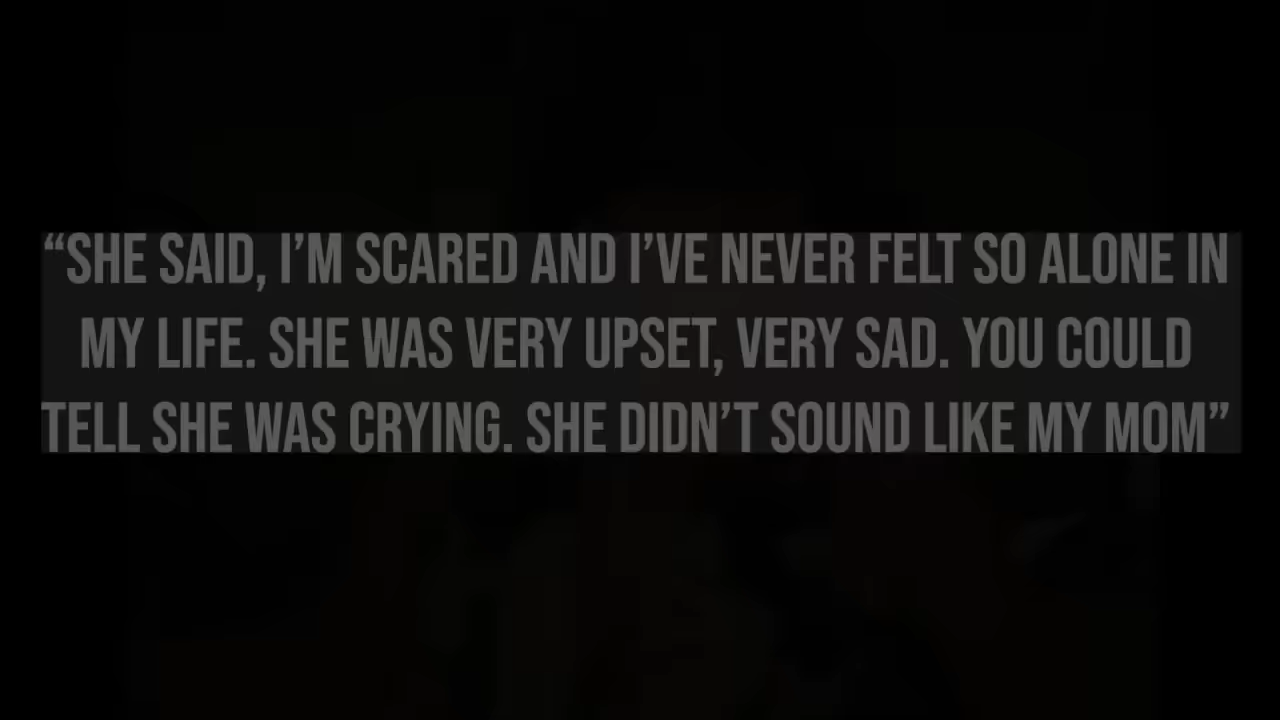 “SHE SAID, I’M SCARED AND I’VE NEVER FELT SO ALONE IN
MY LIFE. SHE WAS VERY UPSET, VERY SAD. YOU COULD
TELL SHE WAS CRYING. SHE DIDN’T SOUND LIKE MY MOM”